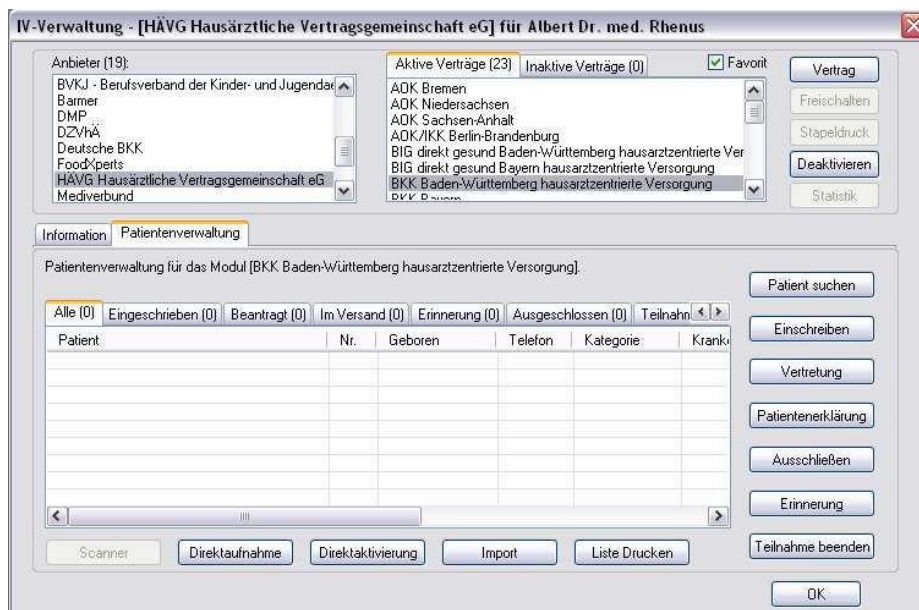 IV-Verwaltung - [HÄVG Hausärztliche Vertragsgemeinschaft eG] für Albert Dr. med. Rhenus
Anbieter (19):
BVKJ - Berufsverband der Kinder- und Jugendae
Barmer
DMP
DZVhÄ
Deutsche BKK
FoodXperts
HÄVG Hausärztliche Vertragsgemeinschaft eG
Mediverbund
Aktive Verträge (23) Inaktive Verträge (0) Favorit
AOK Bremen
AOK Niedersachsen
AOK Sachsen-Anhalt
AOK/IKK Berlin-Brandenburg
BIG direkt gesund Baden-Württemberg hausarztzentrierte Ver
BIG direkt gesund Bayern hausarztzentrierte Versorgung
BKK Baden-Württemberg hausarztzentrierte Versorgung
BKK Bayern
Vertrag
Freischalten
Stapeldruck
Deaktivieren
Statistik
Information Patientenverwaltung
Patientenverwaltung für das Modul [BKK Baden-Württemberg hausarztzentrierte Versorgung].
Alle (0) Eingeschrieben (0) Beantragt (0) Im Versand (0) Erinnerung (0) Ausgeschlossen (0) Teilnahm
Patient Nr. Geboren Telefon Kategorie Kranke
Patient suchen
Einschreiben
Vertretung
Patientenerklärung
Ausschließen
Erinnerung
Teilnahme beenden
Scanner Direktaufnahme Direktaktivierung Import Liste Drucken
OK